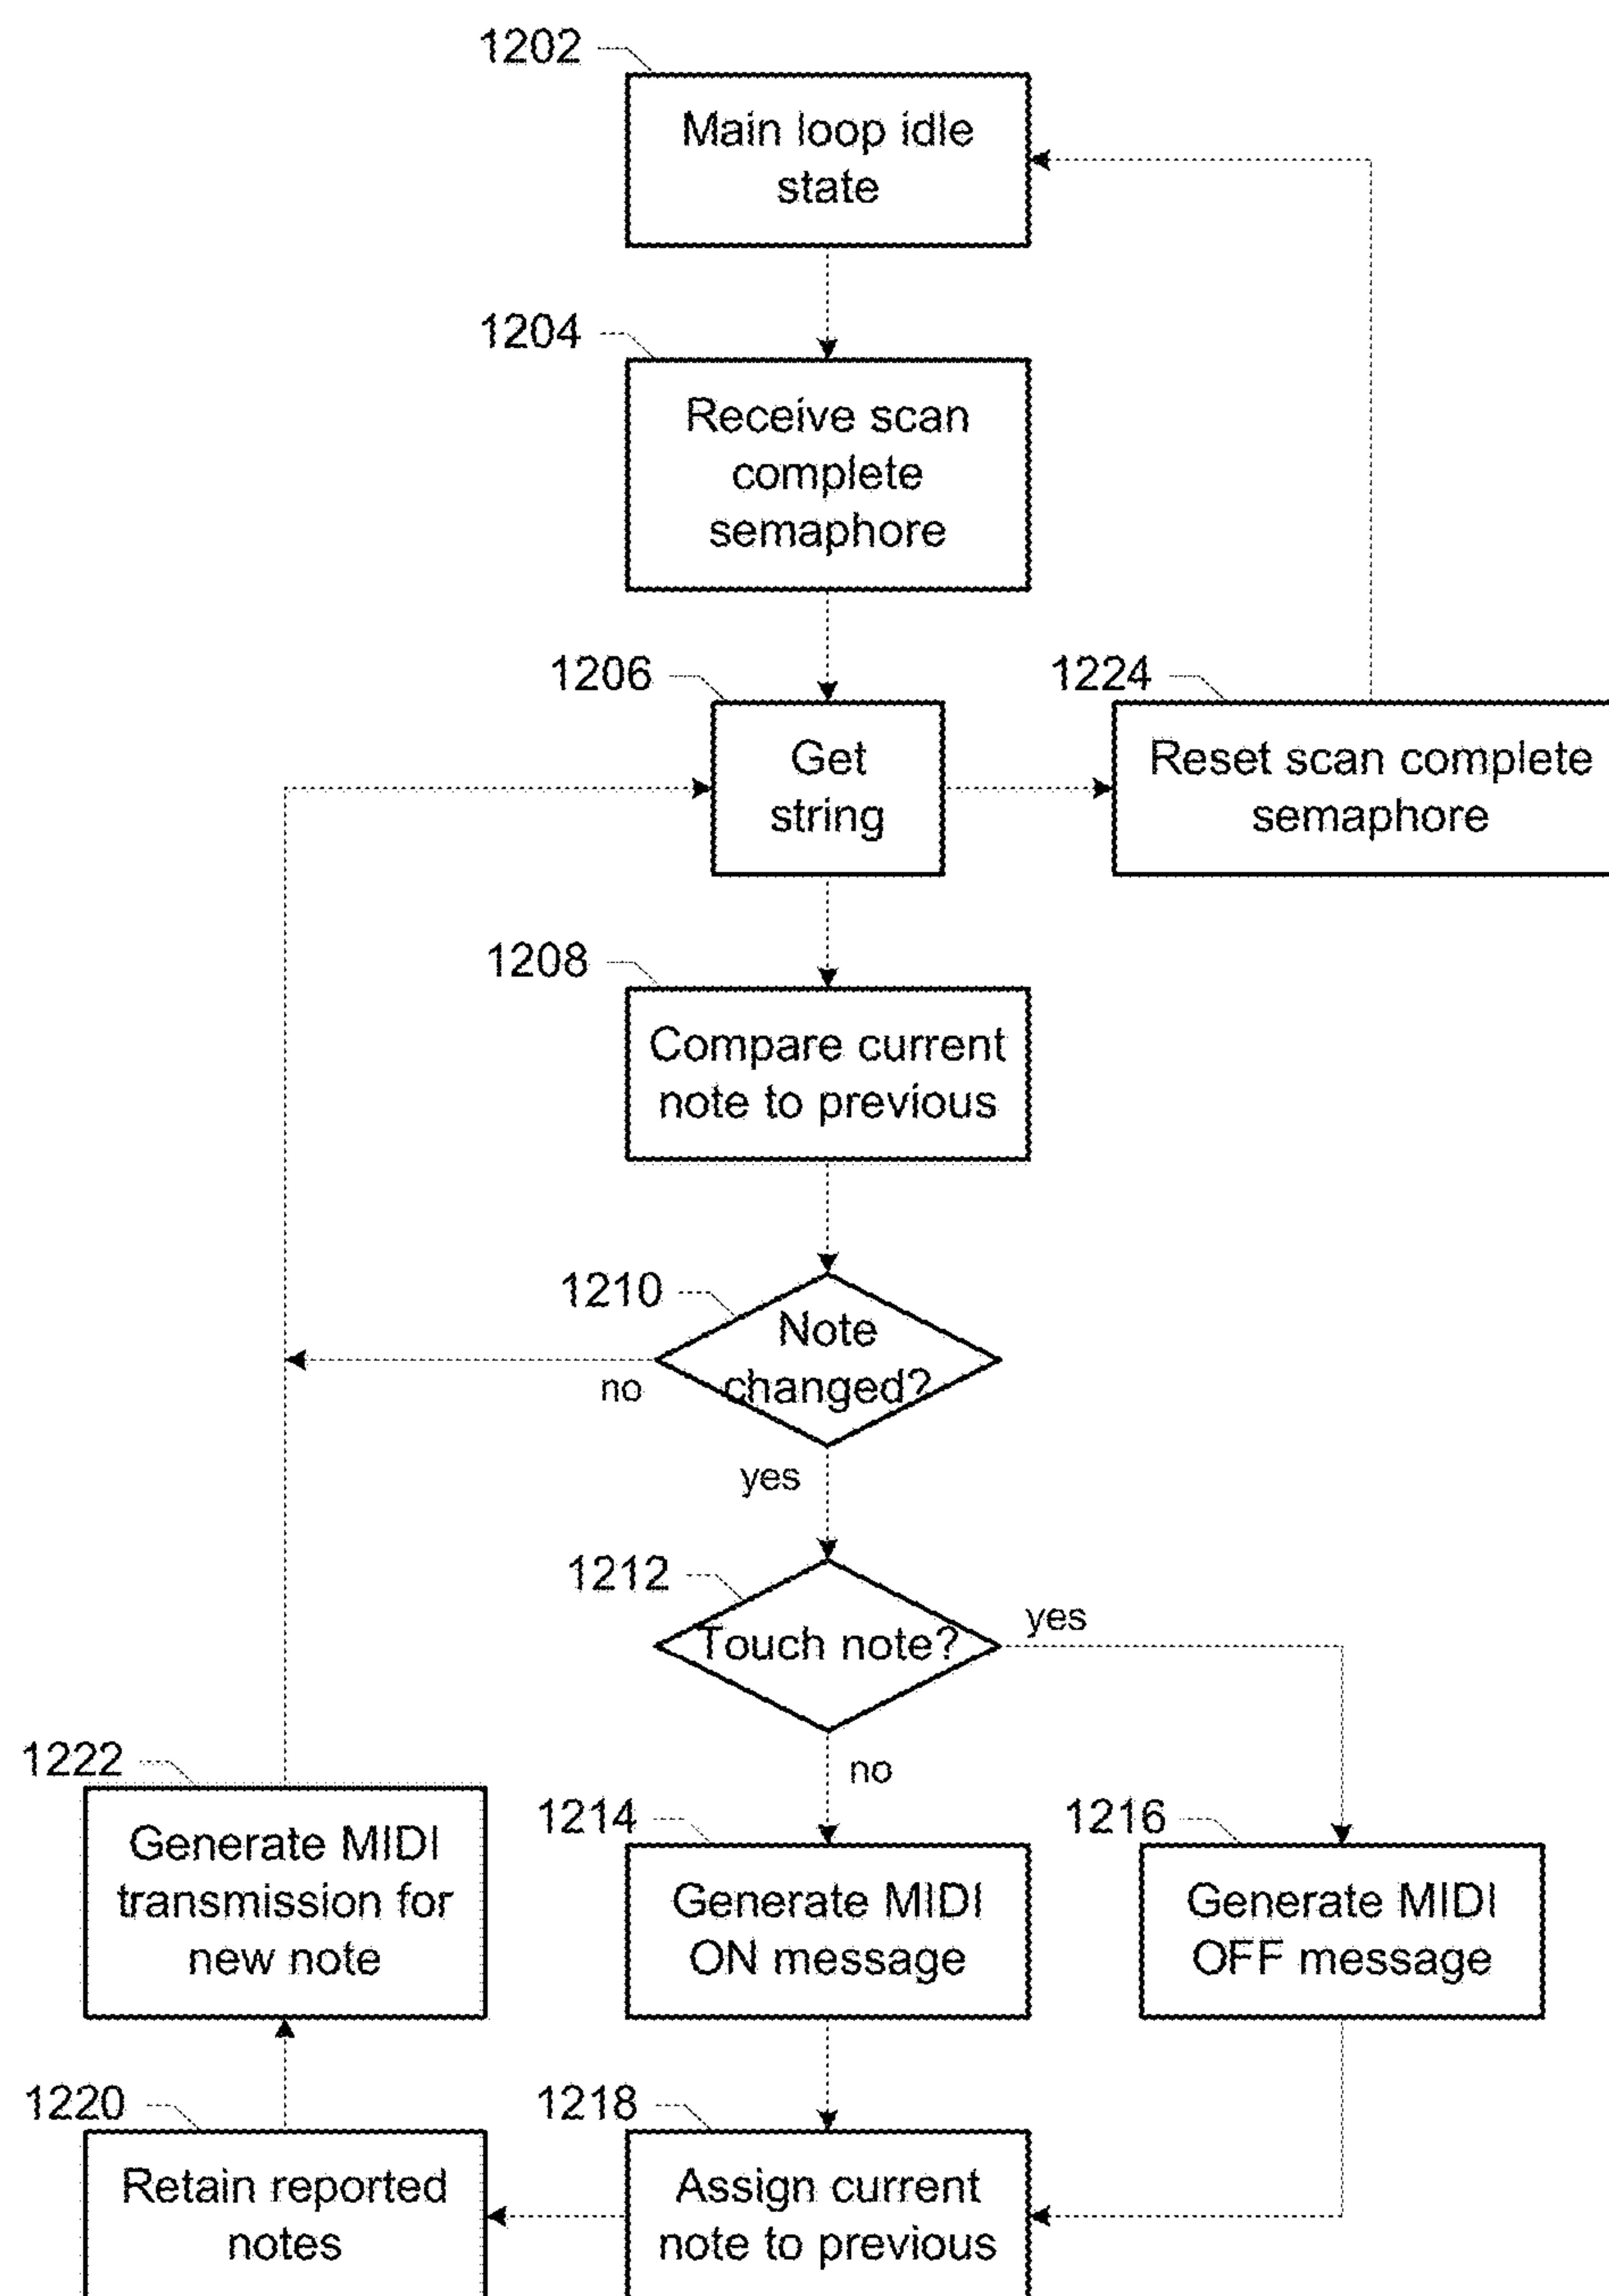 1202
Main loop idle
state
1204
Receive scan
complete
semaphore
1206
Get
string
1224
Reset scan complete
semaphore
1208
Compare current
note to previous
1210
Note
changed?
no
yes
1212
Touch note?
yes
no
1222
Generate MIDI
transmission for
new note
1214
Generate MIDI
ON message
1216
Generate MIDI
OFF message
1220
Retain reported
notes
1218
Assign current
note to previous